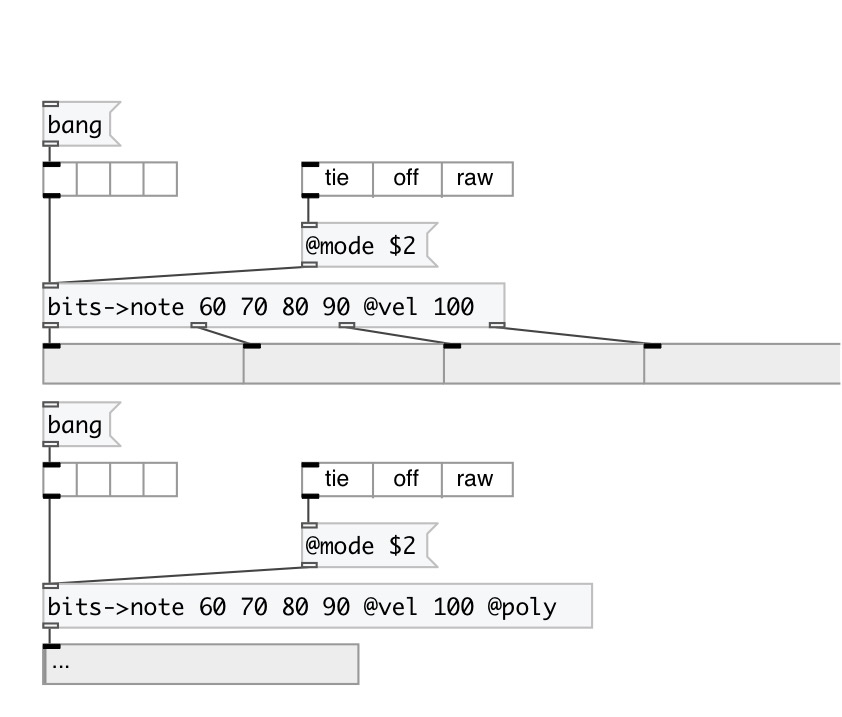 bang
tie off raw
@mode $2
bits->note 60 70 80 90 @vel 100
bang
tie off raw
@mode $2
bits->note 60 70 80 90 @vel 100 @poly
...